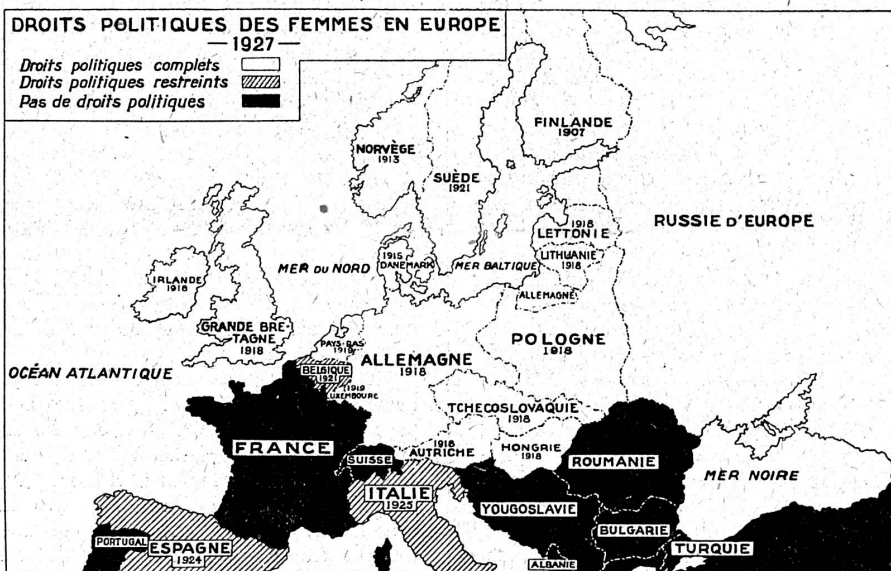 DROITS POLITIQUES DES FEMMES EN EUROPE
—1927—
Droits politiques complets
Droits politiques restreints
Pas de droits politiques
FINLANDE
1907
NORVÈGE
1913
SUÈDE
1921
RUSSIE D'EUROPE
1918
LETTONIE
LITHUANIE
1918
ALLEMAGNE
1915
DANEMARK
MER DU NORD
MER BALTIQUE
IRLANDE
1918
GRANDE BRE-
TAGNE
1918
PAYS-BAS
1919
POLOGNE
1918
ALLEMAGNE
1918
OCÉAN ATLANTIQUE
BELGIQUE
1921
1919
LUXEMBOURG
TCHECOSLOVAQUIE
1918
FRANCE
SUISSE
1918
AUTRICHE
HONGRIE
1918
ROUMANIE
MER NOIRE
ITALIE
1925
YOUGOSLAVIE
BULGARIE
PORTUGAL
ESPAGNE
1924
ALBANIE
TURQUIE